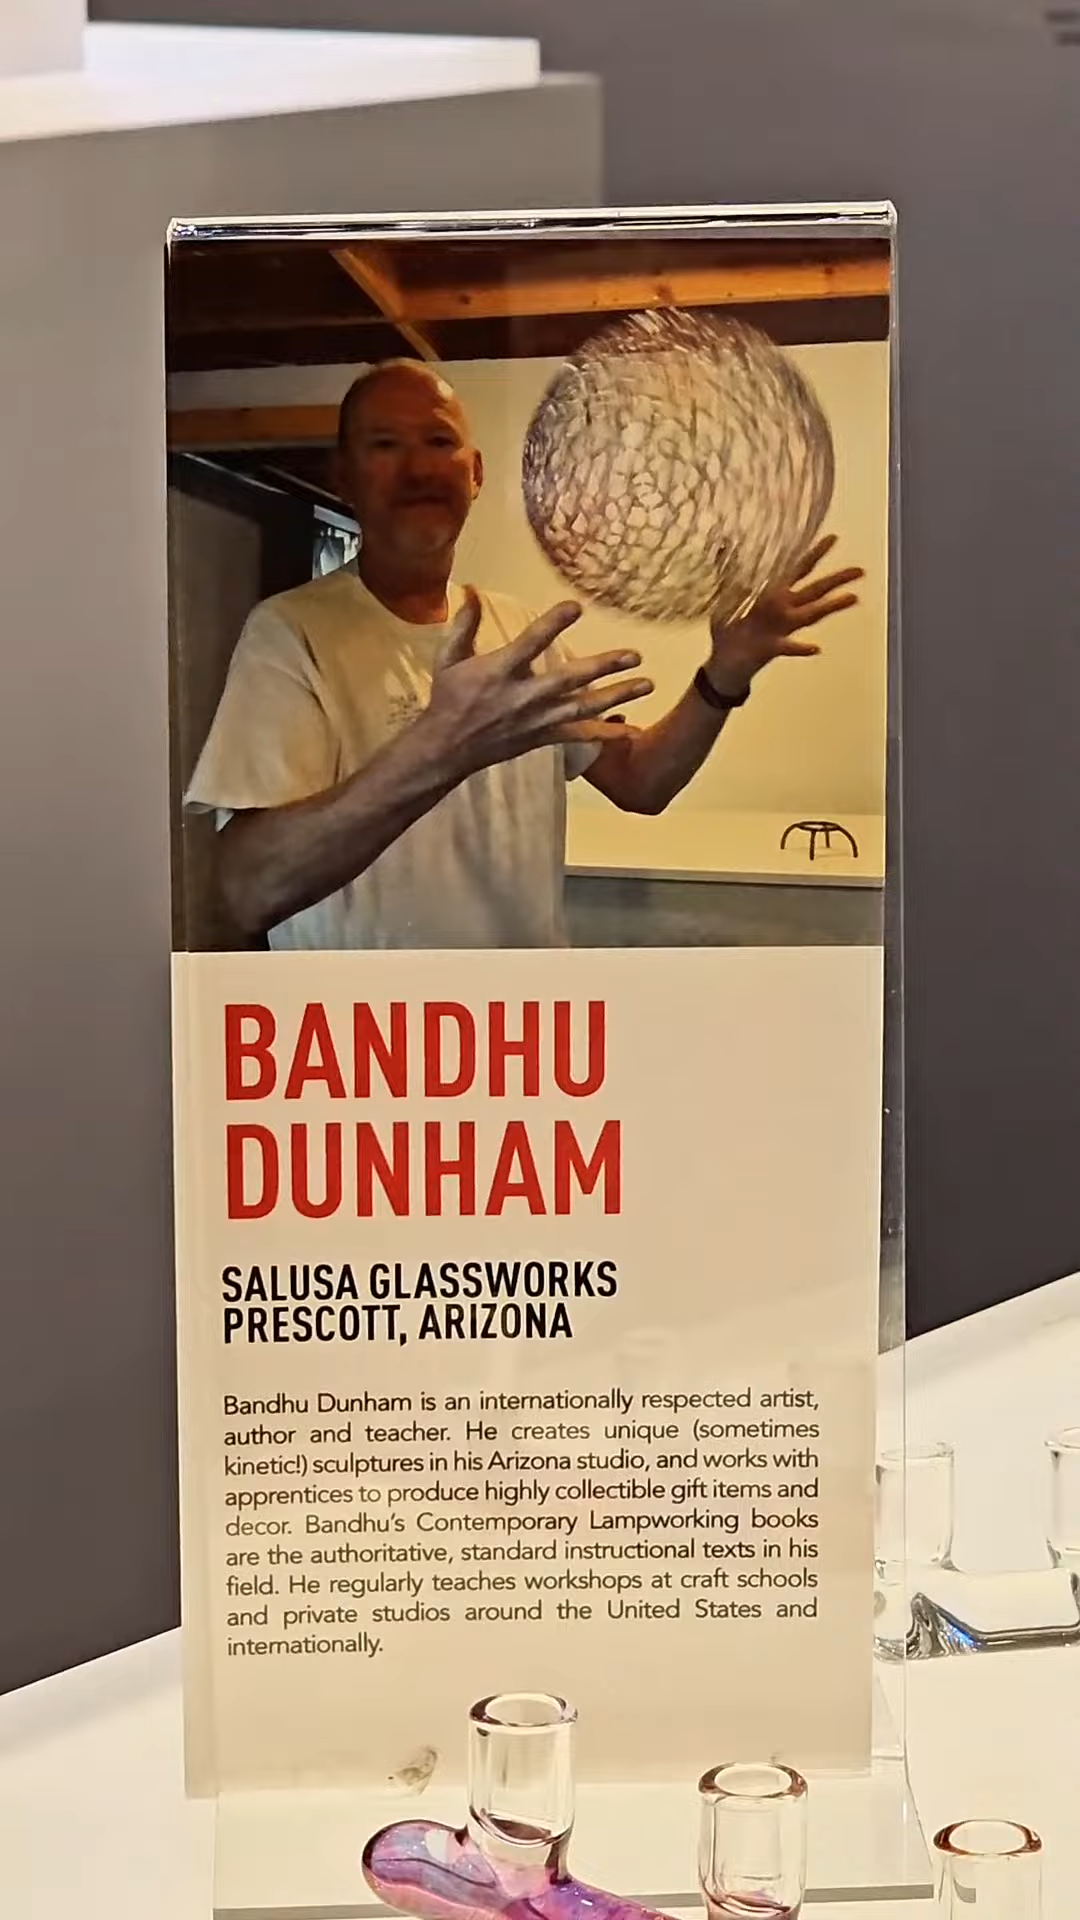 BANDHU
DUNHAM
SALUSA GLASSWORKS
PRESCOTT, ARIZONA
Bandhu Dunham is an internationally respected artist,
author and teacher. He creates unique (sometimes
kinetic!) sculptures in his Arizona studio, and works with
apprentices to produce highly collectible gift items and
decor. Bandhu's Contemporary Lampworking books
are the authoritative, standard instructional texts in his
field. He regularly teaches workshops at craft schools
and private studios around the United States and
internationally.